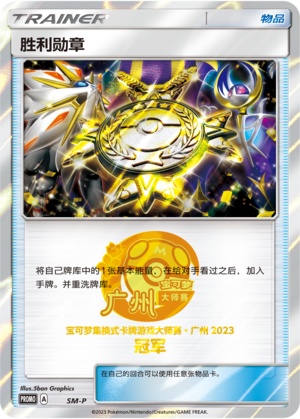 TRAINER 物品
胜利勋章
将自己牌库中的1张基本能量，在给对手看过之后，加入
手牌。并重洗牌库。
M
宝可梦
广州 大师赛
宝可梦集换式卡牌游戏大师赛·广州 2023
冠军
Illus.5ban Graphics
PROMO A SM-P
在自己的回合可以使用任意张物品卡。
©2023 Pokémon/Nintendo/Creatures/GAME FREAK.